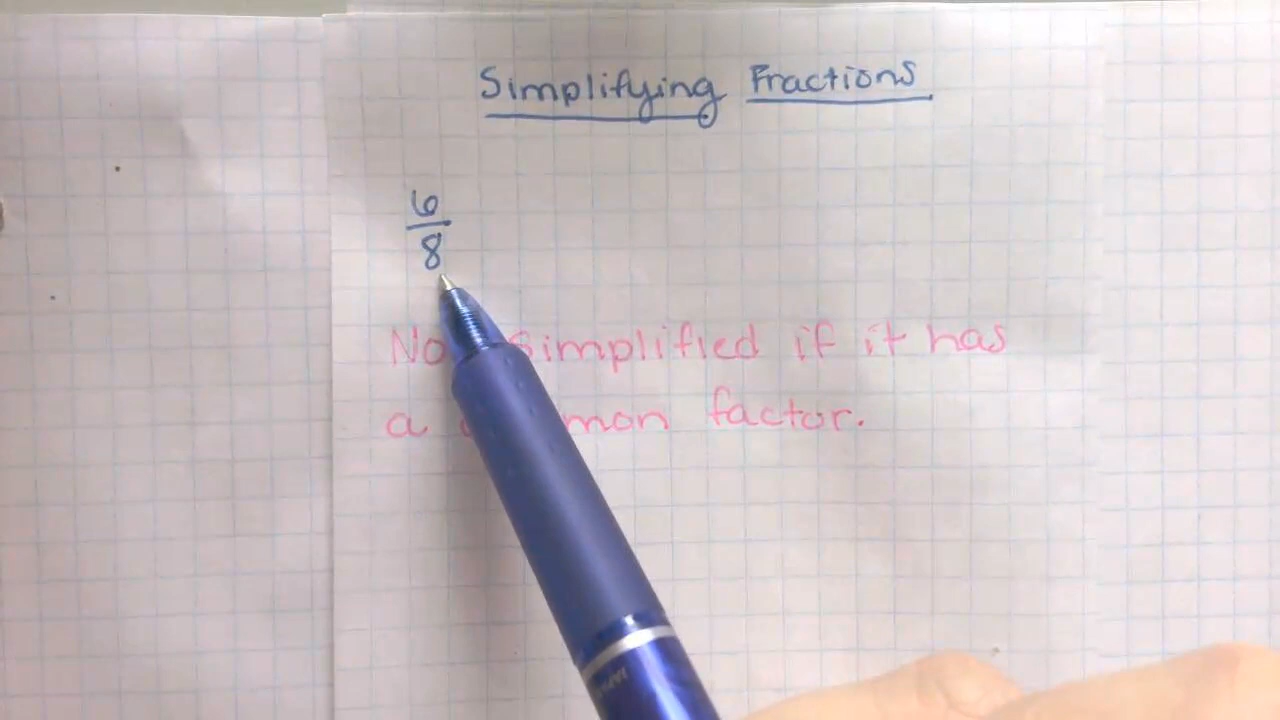 Simplifying Fractions
6
8
simplified if it has
a factor.